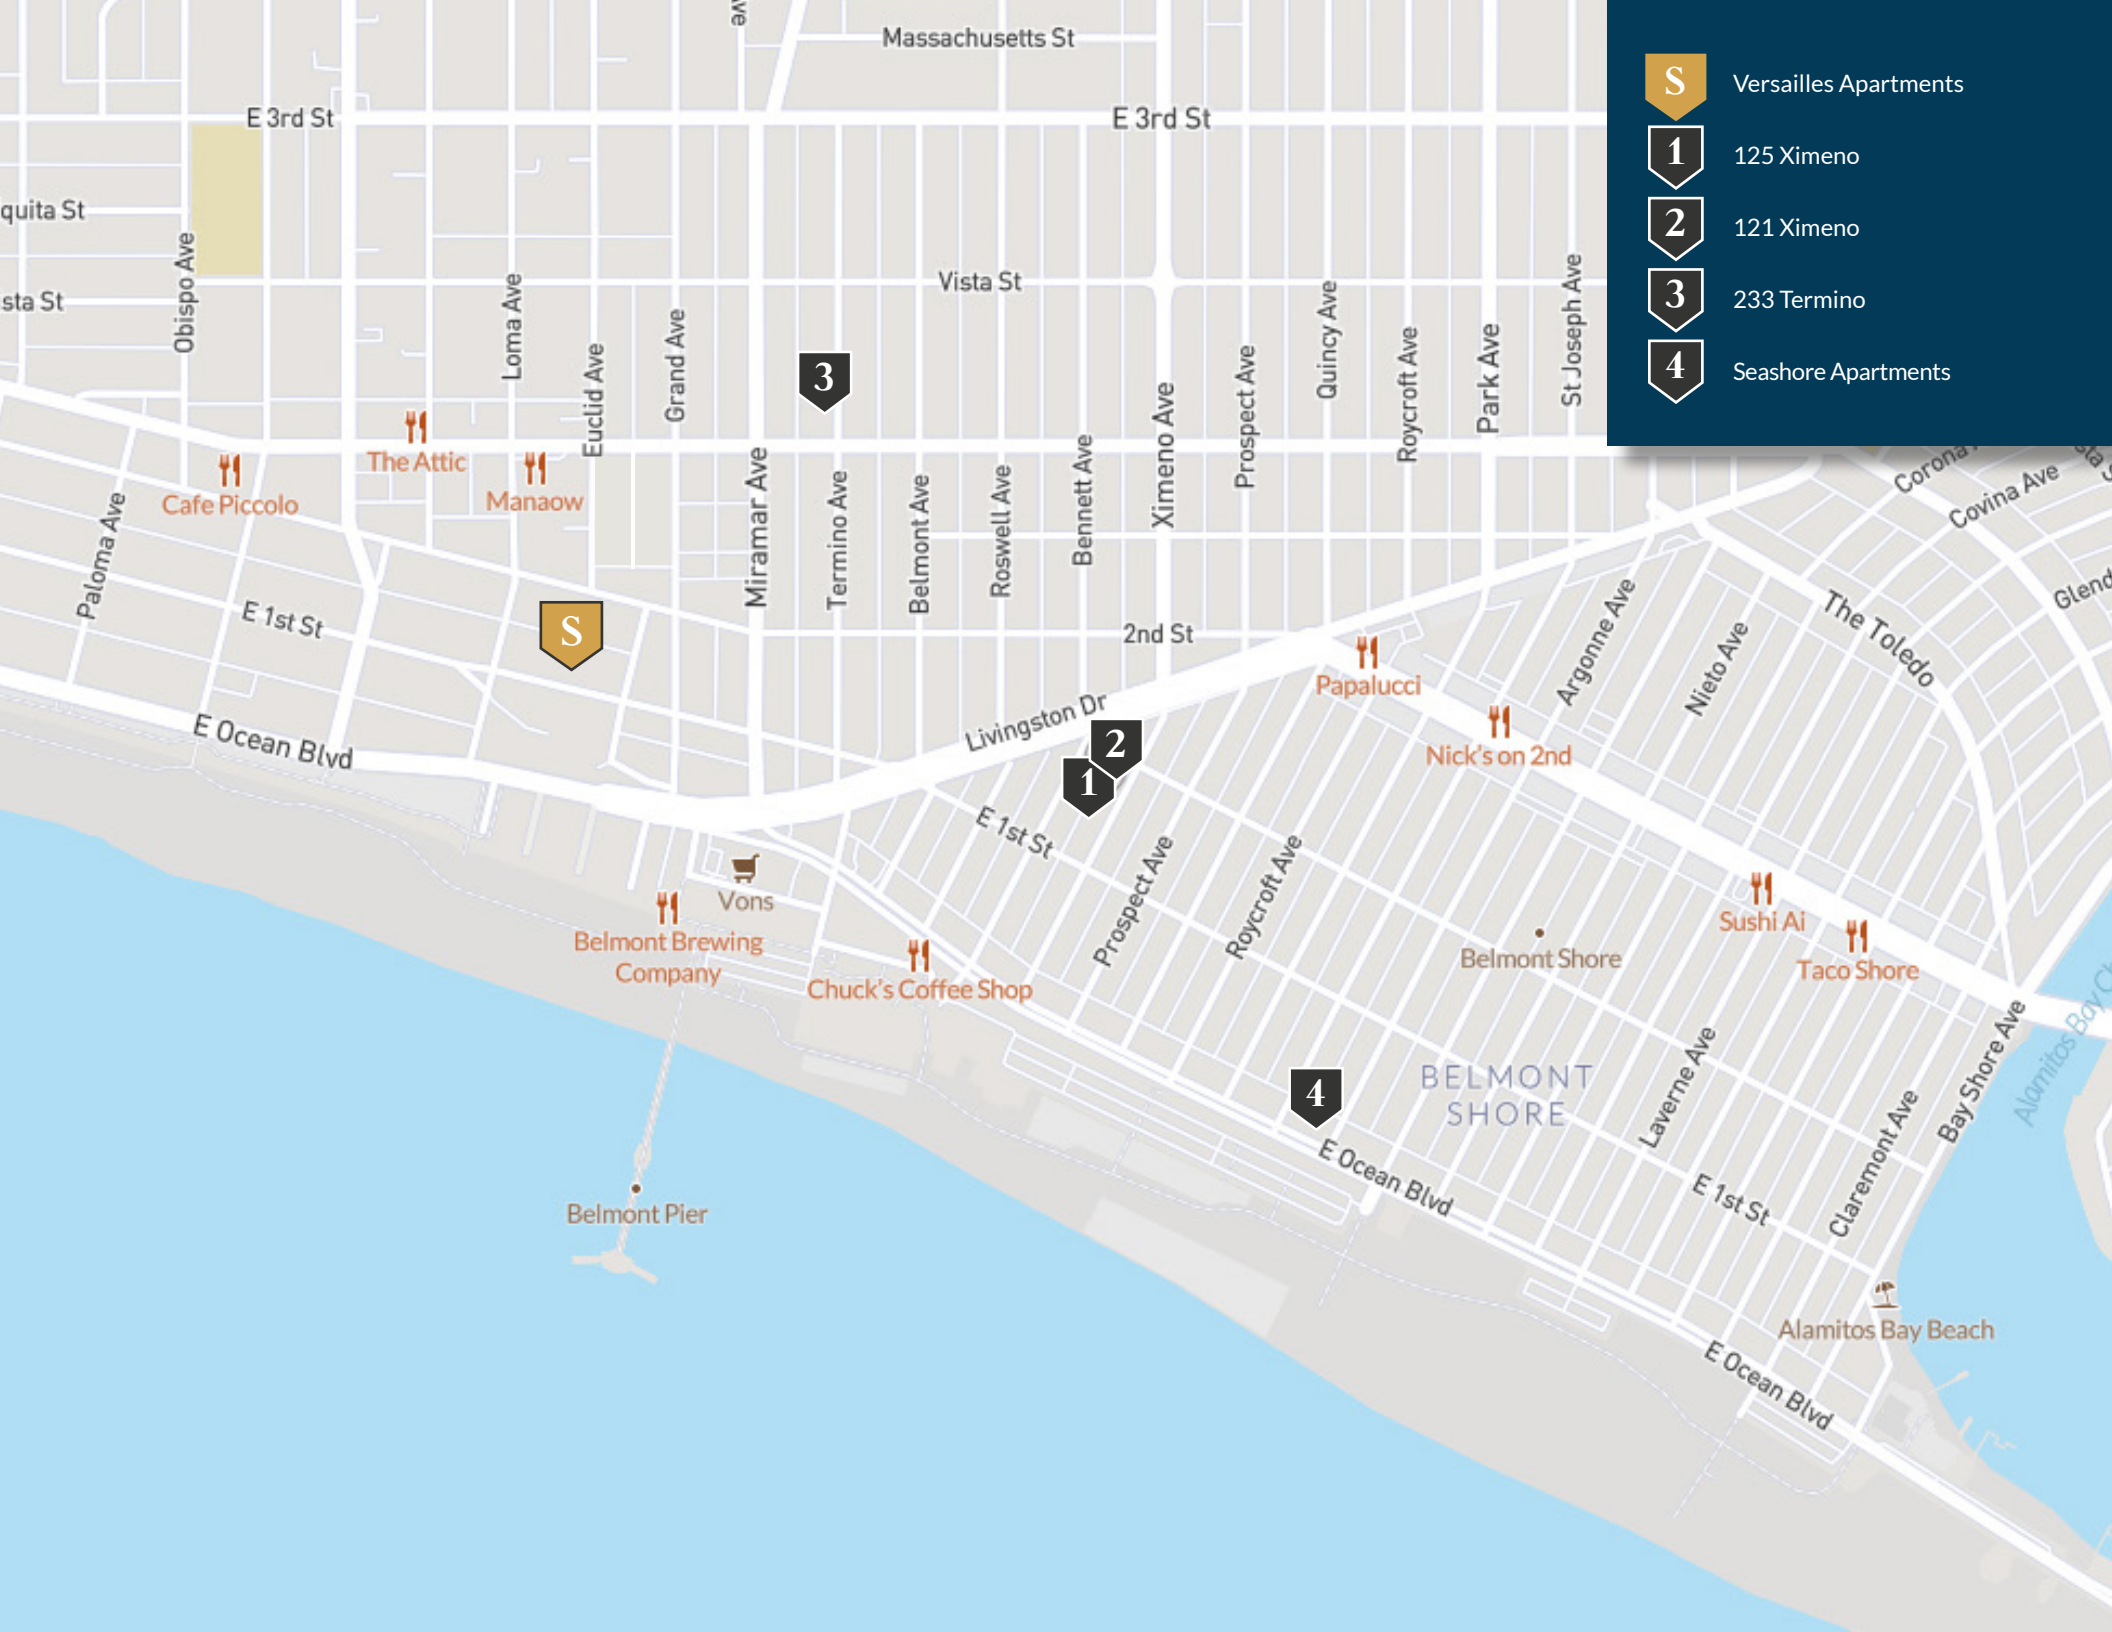 Massachusetts St
E 3rd St
E 3rd St
quita St
Obispo Ave
sta St
Vista St
Loma Ave
Euclid Ave
Grand Ave
3
Quincy Ave
Roycroft Ave
Park Ave
St Joseph Ave
Prospect Ave
Ximeno Ave
The Attic
Cafe Piccolo
Manaow
Paloma Ave
Miramar Ave
Termino Ave
Belmont Ave
Roswell Ave
Bennett Ave
S
Versailles Apartments
1
125 Ximeno
2
121 Ximeno
3
233 Termino
4
Seashore Apartments
Covina Ave
The Toledo
E 1st St
S
2nd St
Papalucci
Argonne Ave
Nieto Ave
E Ocean Blvd
Livingston Dr
2
1
Nick's on 2nd
E 1st St
Prospect Ave
Roycroft Ave
Vons
Belmont Brewing
Company
Chuck's Coffee Shop
Belmont Shore
Sushi Ai
Taco Shore
4
BELMONT
SHORE
Laverne Ave
Claremont Ave
Bay Shore Ave
Alamitos Bay
E Ocean Blvd
E 1st St
Belmont Pier
Alamitos Bay Beach
E Ocean Blvd